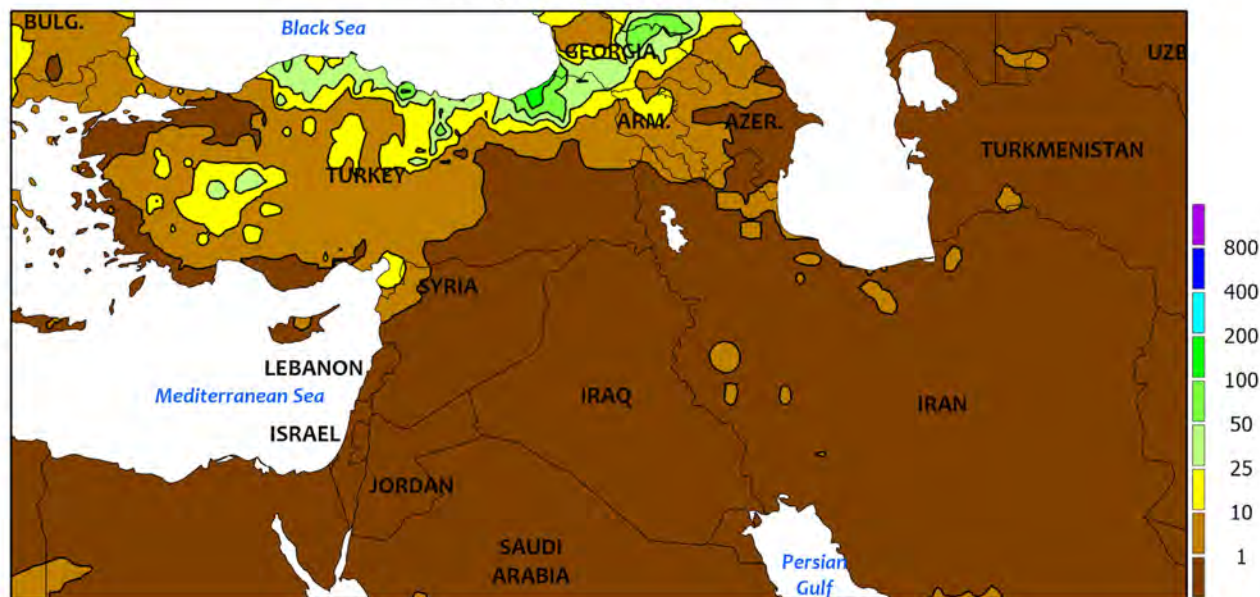 BULG.
Black Sea
GEORGIA
UZB
ARM.
AZER.
TURKMENISTAN
TURKEY
SYRIA
LEBANON
Mediterranean Sea
IRAQ
IRAN
ISRAEL
JORDAN
SAUDI
ARABIA
Persian
Gulf
800
400
200
100
50
25
10
1